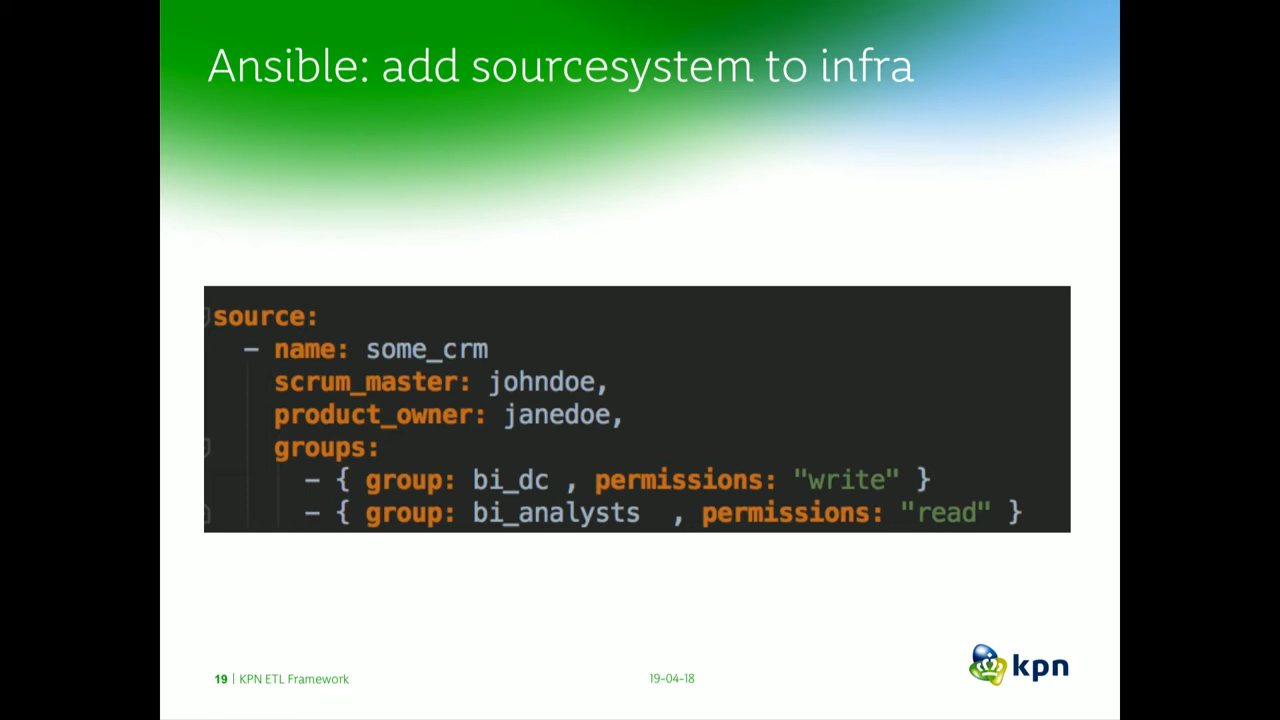 Ansible: add sourcesystem to infra
source:
– name: some_crm
scrum_master: johndoe,
product_owner: janedoe,
groups:
– { group: bi_dc , permissions: "write" }
– { group: bi_analysts , permissions: "read" }
19 | KPN ETL Framework
19-04-18
kpn